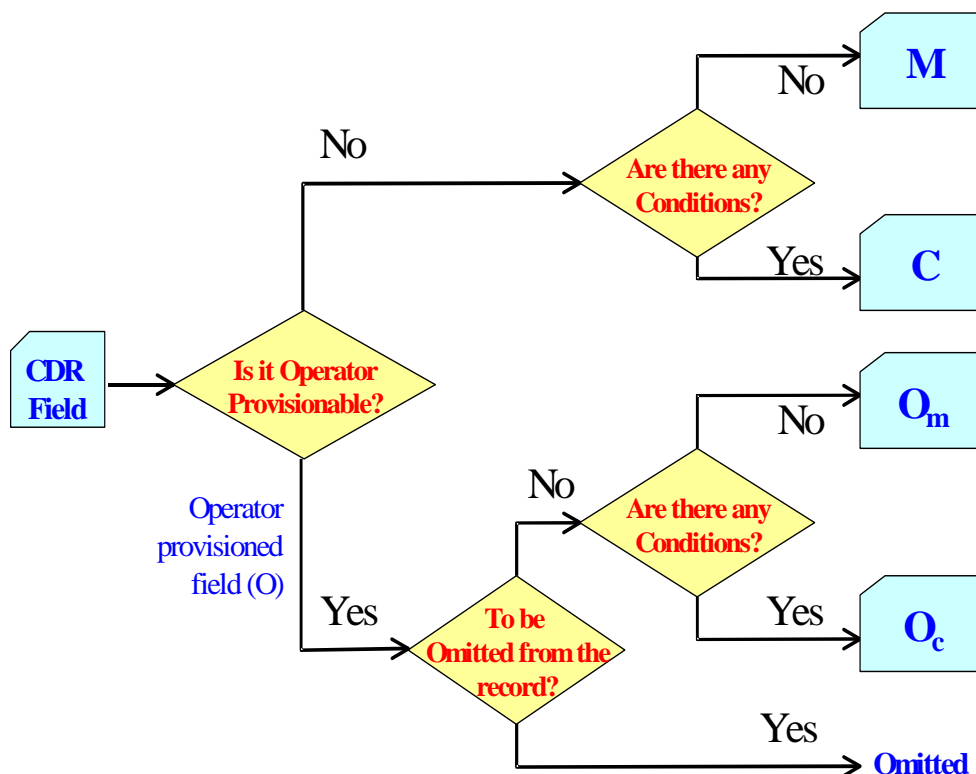 CDR
Field
Is it Operator
Provisionable?
No
Are there any
Conditions?
No
M
Yes
C
Operator
provisioned
field (O)
Yes
To be
Omitted from the
record?
No
Are there any
Conditions?
No
Om
Yes
Oc
Yes
Omitted